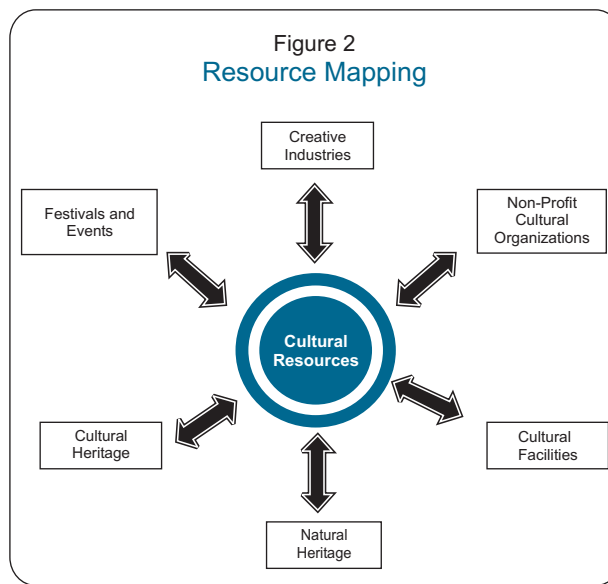 Figure 2
Resource Mapping
Creative
Industries
Festivals and
Events
Non-Profit
Cultural
Organizations
Cultural
Resources
Cultural
Heritage
Cultural
Facilities
Natural
Heritage